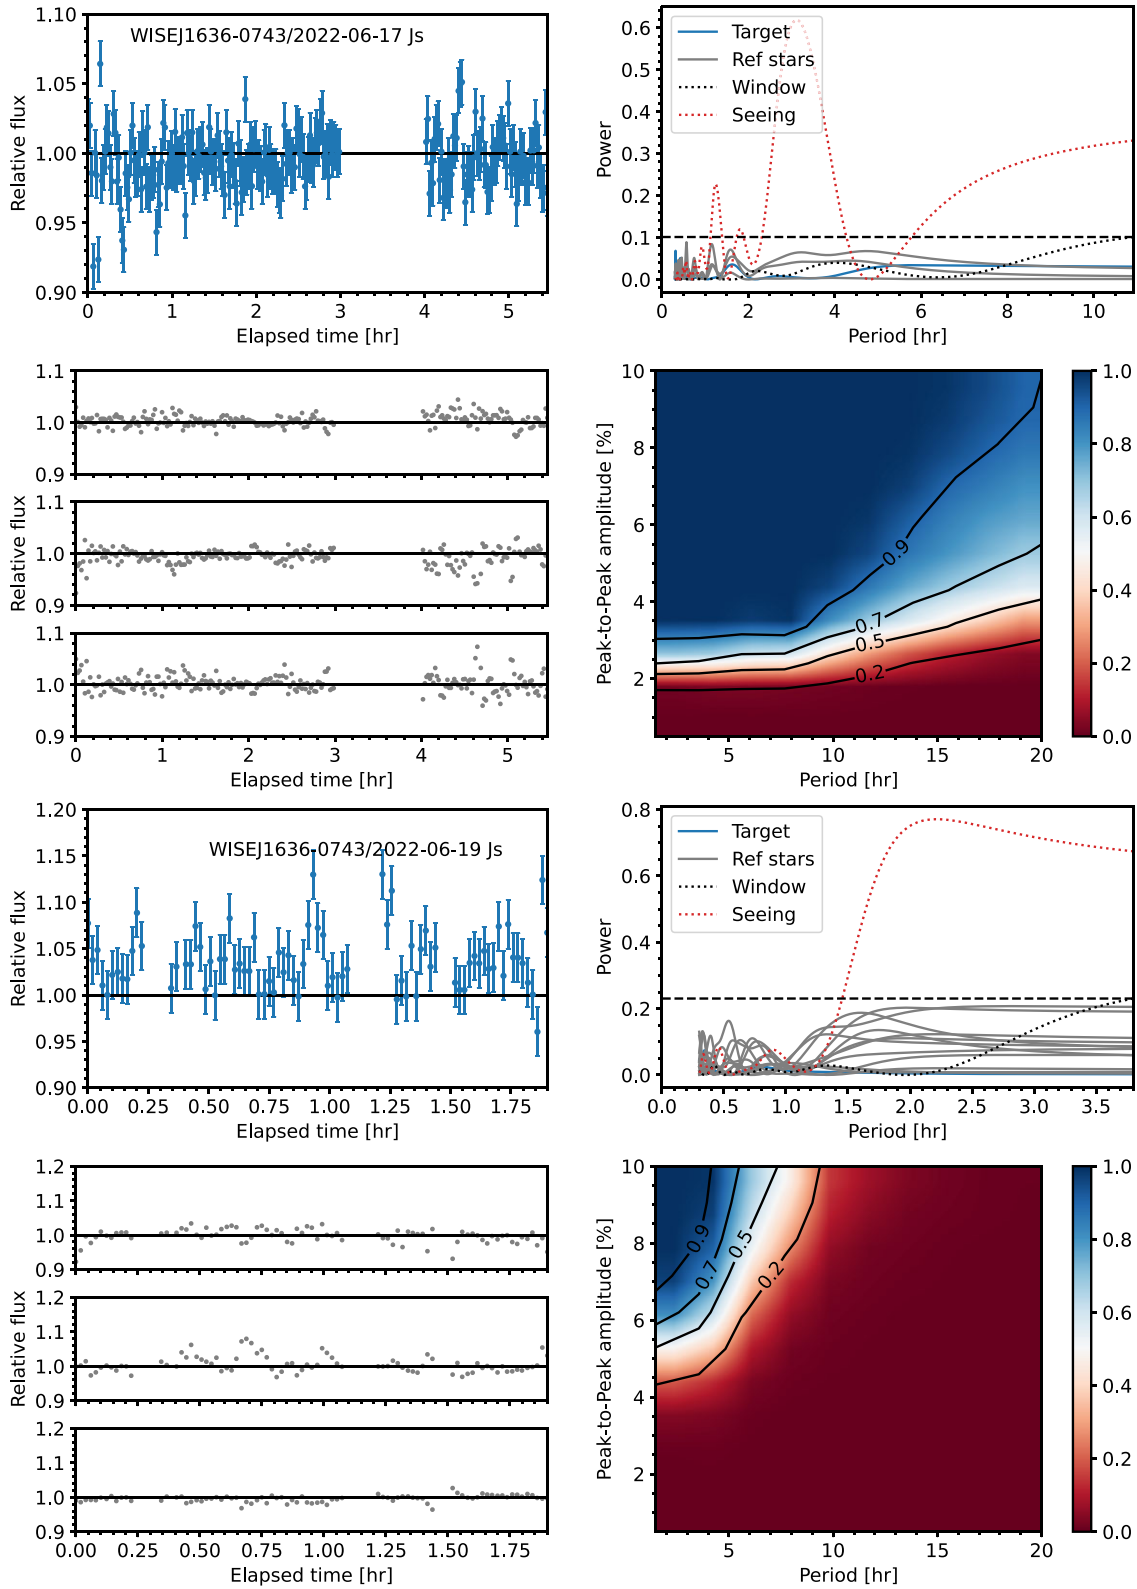 WISEJ1636-0743/2022-06-17 Js
Relative flux
1.10
1.05
1.00
0.95
0.90
0 1 2 3 4 5
Elapsed time [hr]
Target
Ref stars
Window
Seeing
Power
0.6
0.5
0.4
0.3
0.2
0.1
0.0
0 2 4 6 8 10
Period [hr]
Relative flux
1.1
1.0
0.9
1.1
1.0
0.9
1.1
1.0
0.9
0 1 2 3 4 5
Elapsed time [hr]
Peak-to-Peak amplitude [%]
10
8
6
4
2
0.9
0.7
0.5
0.2
5 10 15 20
Period [hr]
1.0
0.8
0.6
0.4
0.2
0.0
WISEJ1636-0743/2022-06-19 Js
Relative flux
1.20
1.15
1.10
1.05
1.00
0.95
0.90
0.00 0.25 0.50 0.75 1.00 1.25 1.50 1.75
Elapsed time [hr]
Target
Ref stars
Window
Seeing
Power
0.8
0.6
0.4
0.2
0.0
0.0 0.5 1.0 1.5 2.0 2.5 3.0 3.5
Period [hr]
Relative flux
1.2
1.1
1.0
0.9
1.2
1.1
1.0
0.9
1.2
1.1
1.0
0.9
0.00 0.25 0.50 0.75 1.00 1.25 1.50 1.75
Elapsed time [hr]
Peak-to-Peak amplitude [%]
10
8
6
4
2
0.9
0.7
0.5
0.2
5 10 15 20
Period [hr]
1.0
0.8
0.6
0.4
0.2
0.0